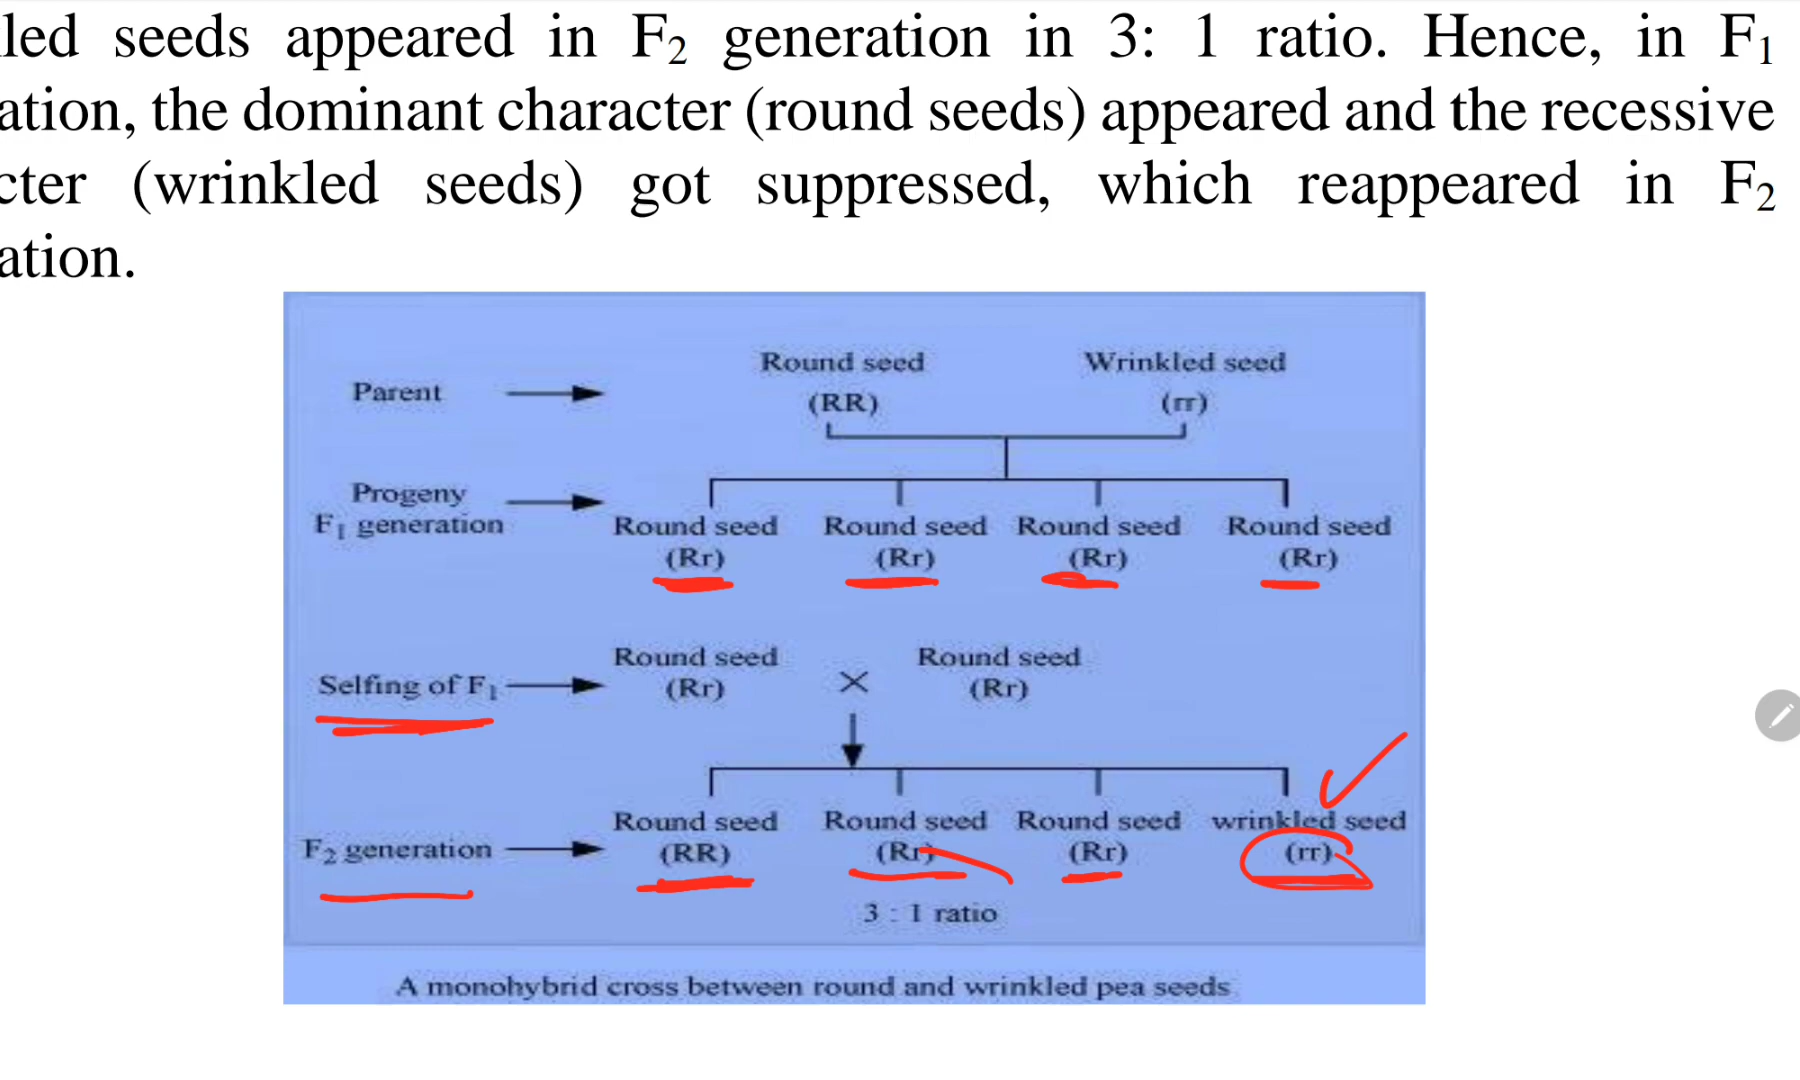 led seeds appeared in F₂ generation in 3: 1 ratio. Hence, in F₁
ation, the dominant character (round seeds) appeared and the recessive
cter (wrinkled seeds) got suppressed, which reappeared in F₂
ation.
Round seed Wrinkled seed
Parent
(RR) (rr)
Progeny
F₁ generation
Round seed Round seed Round seed Round seed
(Rr) (Rr) (Rr) (Rr)
Round seed Round seed
Selfing of F₁ (Rr) × (Rr)
Round seed Round seed Round seed wrinkled seed
F₂ generation (RR) (Rr) (Rr) (rr)
3 : 1 ratio
A monohybrid cross between round and wrinkled pea seeds